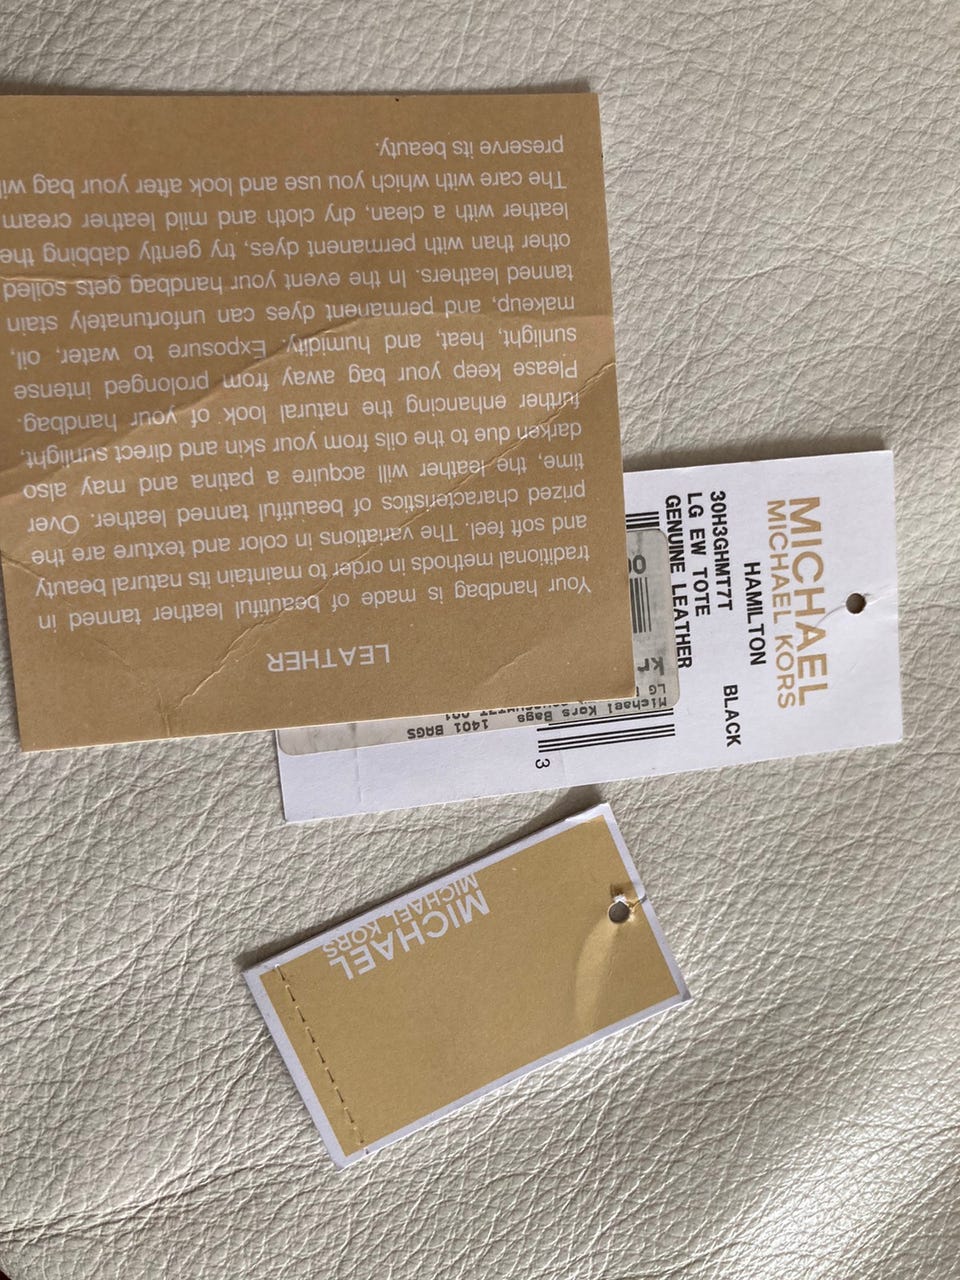 LEATHER
Your handbag is made of beautiful leather tanned in
traditional methods in order to maintain its natural beauty
and soft feel. The variations in color and texture are the
prized characteristics of beautiful tanned leather. Over
time, the leather will acquire a patina and may also
darken due to the oils from your skin and direct sunlight,
further enhancing the natural look of your handbag.
Please keep your bag away from prolonged intense
sunlight, heat, and humidity. Exposure to water, oil,
makeup, and permanent dyes can unfortunately stain
tanned leathers. In the event your handbag gets soiled
other than with permanent dyes, try gently dabbing the
leather with a clean, dry cloth and mild leather cream.
The care with which you use and look after your bag will
preserve its beauty.
MICHAEL
MICHAEL KORS
HAMILTON BLACK
30H3GHMT7T
LG EW TOTE
GENUINE LEATHER
3
1401 BAGS
Michael Kors Bags
LG
kr
MICHAEL
MICHAEL KORS